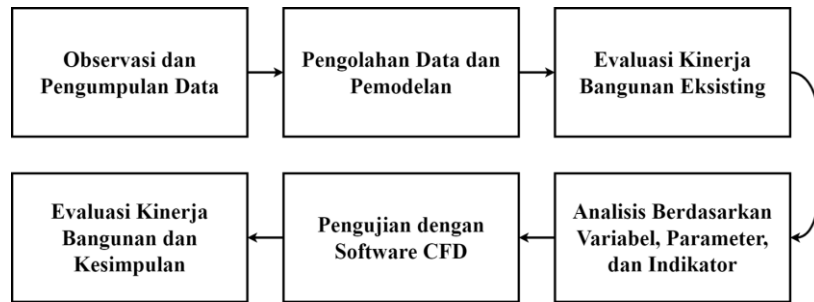 Observasi dan
Pengumpulan Data
Pengolahan Data dan
Pemodelan
Evaluasi Kinerja
Bangunan Eksisting
Analisis Berdasarkan
Variabel, Parameter,
dan Indikator
Pengujian dengan
Software CFD
Evaluasi Kinerja
Bangunan dan
Kesimpulan